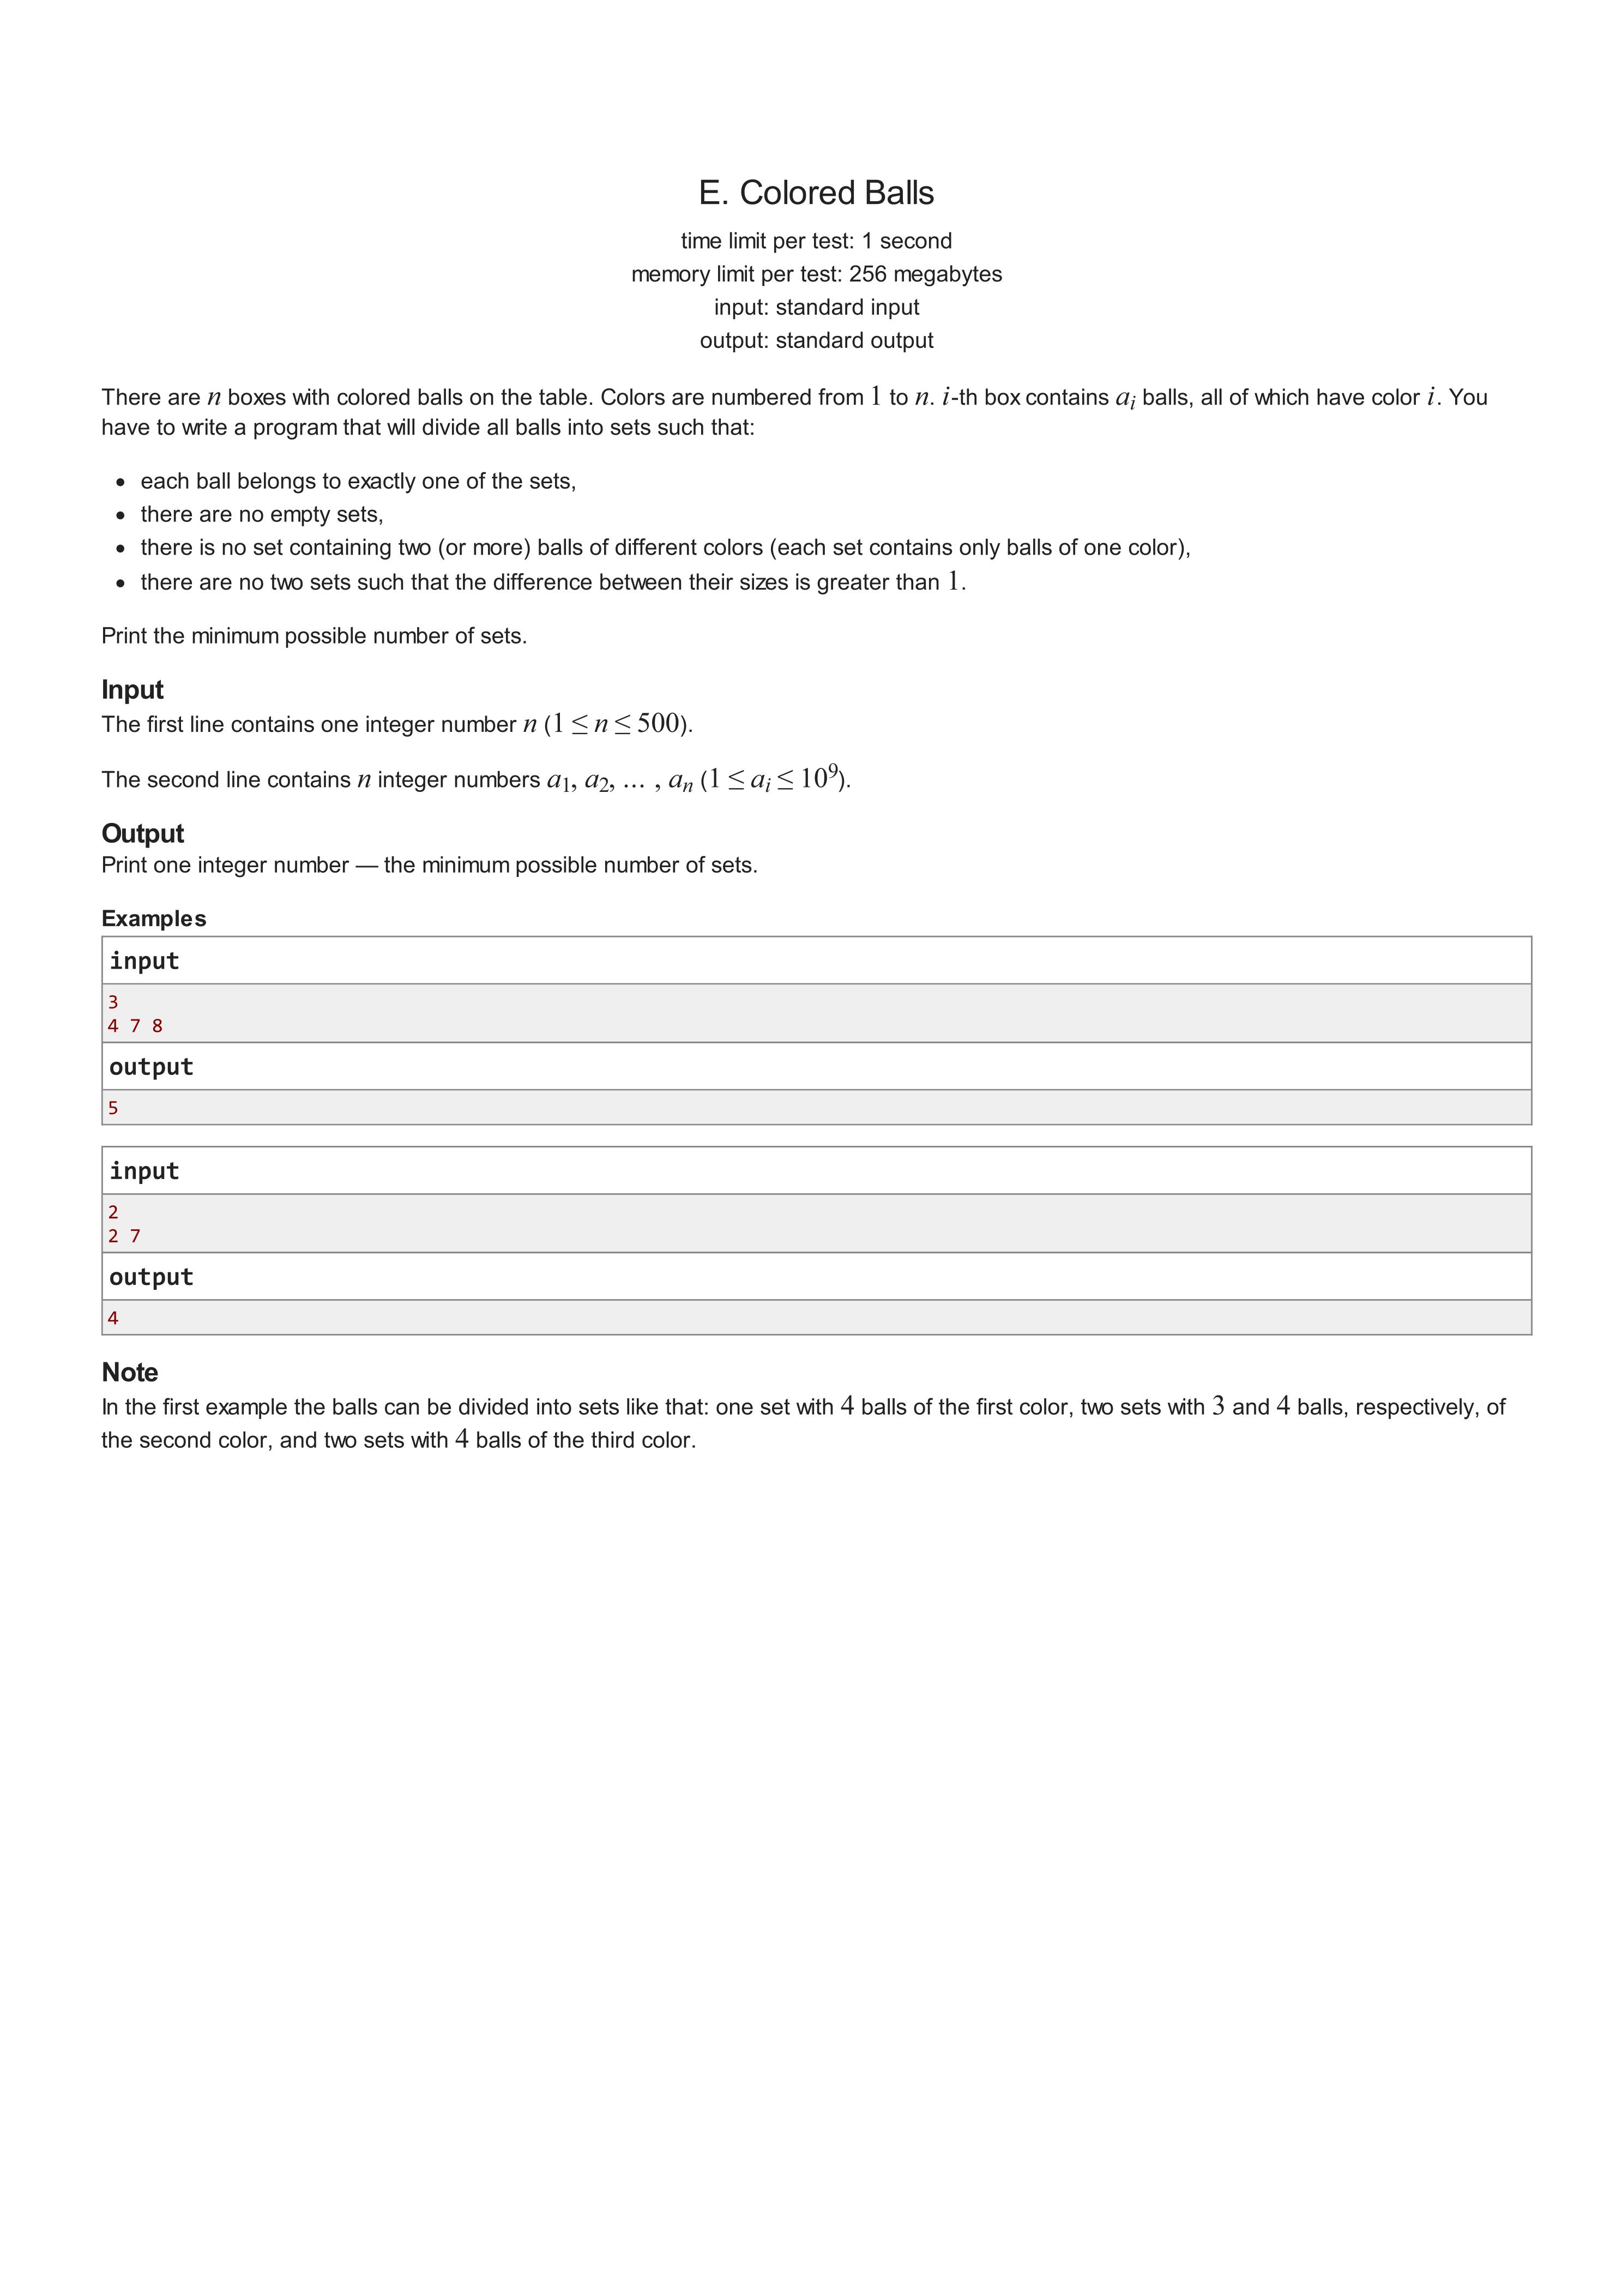 E. Colored Balls
time limit per test: 1 second
memory limit per test: 256 megabytes
input: standard input
output: standard output
There are n boxes with colored balls on the table. Colors are numbered from 1 to n. i-th box contains a_i balls, all of which have color i. You
have to write a program that will divide all balls into sets such that:
• each ball belongs to exactly one of the sets,
• there are no empty sets,
• there is no set containing two (or more) balls of different colors (each set contains only balls of one color),
• there are no two sets such that the difference between their sizes is greater than 1.
Print the minimum possible number of sets.
Input
The first line contains one integer number n (1 ≤ n ≤ 500).
The second line contains n integer numbers a_1, a_2, ... , a_n (1 ≤ a_i ≤ 10^9).
Output
Print one integer number — the minimum possible number of sets.
Examples
input
3
4 7 8
output
5
input
2
2 7
output
4
Note
In the first example the balls can be divided into sets like that: one set with 4 balls of the first color, two sets with 3 and 4 balls, respectively, of
the second color, and two sets with 4 balls of the third color.